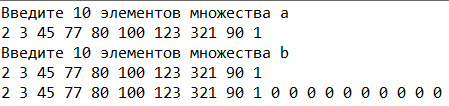 Введите 10 элементов множества a
2 3 45 77 80 100 123 321 90 1
Введите 10 элементов множества b
2 3 45 77 80 100 123 321 90 1
2 3 45 77 80 100 123 321 90 1 0 0 0 0 0 0 0 0 0 0